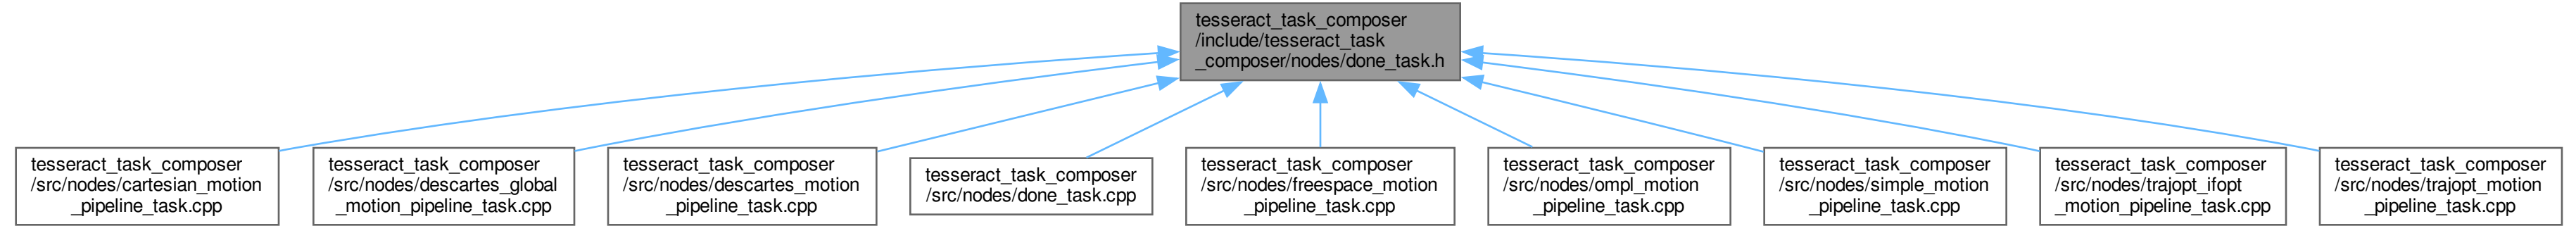 tesseract_task_composer
/include/tesseract_task
_composer/nodes/done_task.h
tesseract_task_composer
/src/nodes/cartesian_motion
_pipeline_task.cpp
tesseract_task_composer
/src/nodes/descartes_global
_motion_pipeline_task.cpp
tesseract_task_composer
/src/nodes/descartes_motion
_pipeline_task.cpp
tesseract_task_composer
/src/nodes/done_task.cpp
tesseract_task_composer
/src/nodes/freespace_motion
_pipeline_task.cpp
tesseract_task_composer
/src/nodes/ompl_motion
_pipeline_task.cpp
tesseract_task_composer
/src/nodes/simple_motion
_pipeline_task.cpp
tesseract_task_composer
/src/nodes/trajopt_ifopt
_motion_pipeline_task.cpp
tesseract_task_composer
/src/nodes/trajopt_motion
_pipeline_task.cpp